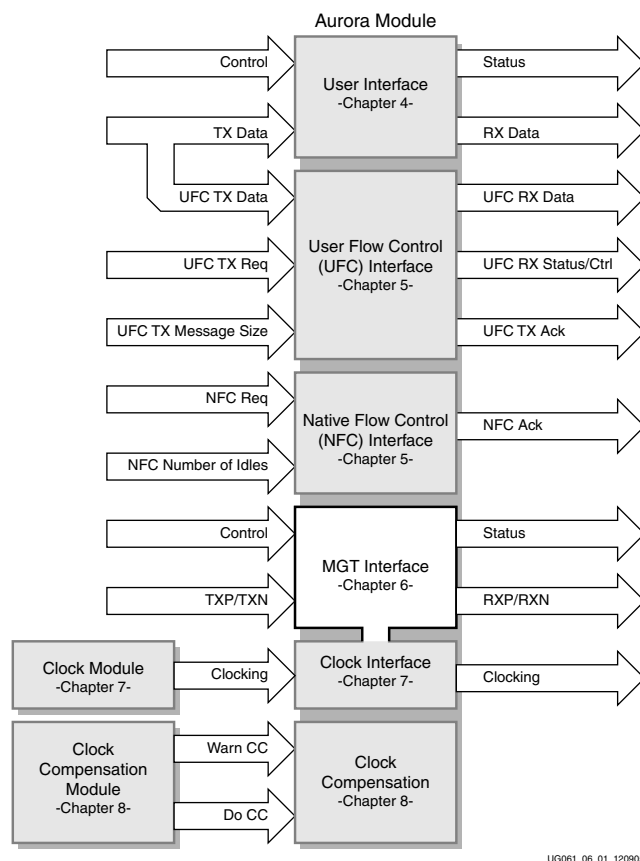 Aurora Module
Control
User Interface
-Chapter 4-
Status
TX Data
RX Data
UFC TX Data
UFC RX Data
UFC TX Req
User Flow Control
(UFC) Interface
-Chapter 5-
UFC RX Status/Ctrl
UFC TX Message Size
UFC TX Ack
NFC Req
Native Flow Control
(NFC) Interface
-Chapter 5-
NFC Ack
NFC Number of Idles
Control
MGT Interface
-Chapter 6-
Status
TXP/TXN
RXP/RXN
Clock Module
-Chapter 7-
Clocking
Clock Interface
-Chapter 7-
Clocking
Clock
Compensation
Module
-Chapter 8-
Warn CC
Do CC
Clock
Compensation
-Chapter 8-